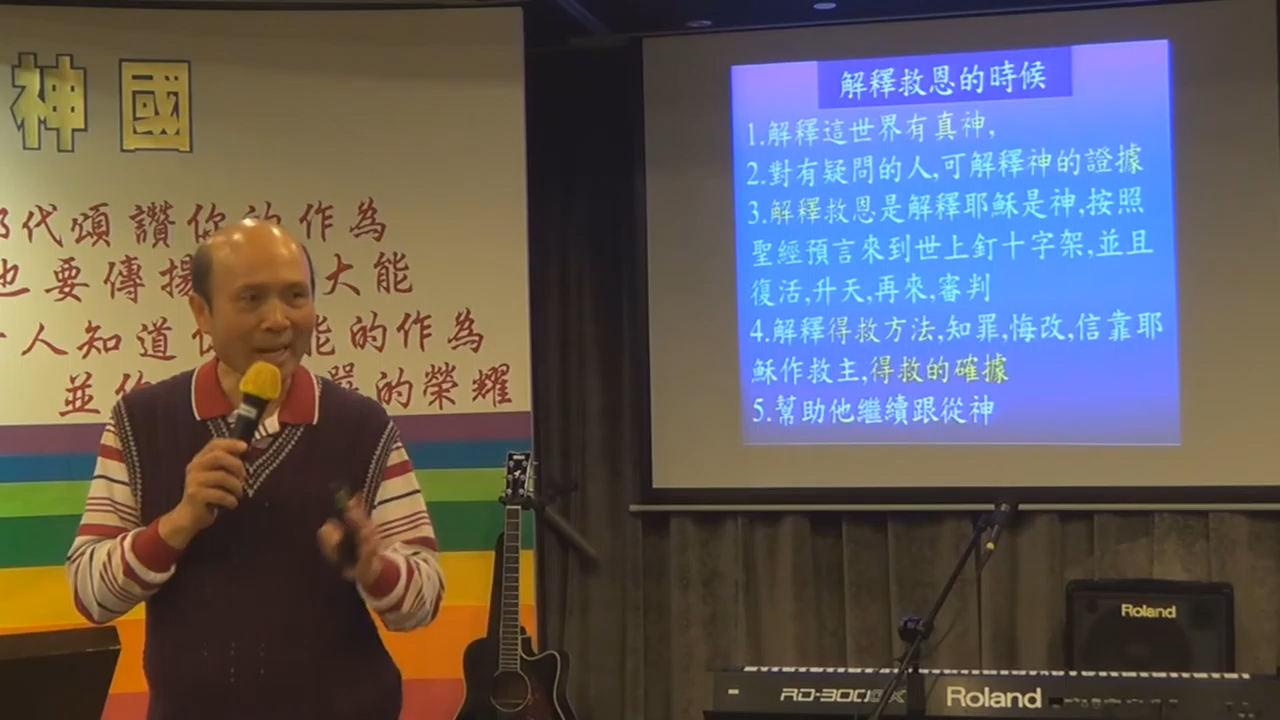 神國
代頌讚你的作為
也要傳揚 大能
人知道 能的作為
並 的榮耀
解釋救恩的時候
1.解釋這世界有真神,
2.對有疑問的人,可解釋神的證據
3.解釋救恩是解釋耶穌是神,按照
聖經預言來到世上釘十字架,並且
復活,升天,再來,審判
4.解釋得救方法,知罪,悔改,信靠耶
穌作救主,得救的確據
5.幫助他繼續跟從神
Roland
RD-300GX
Roland